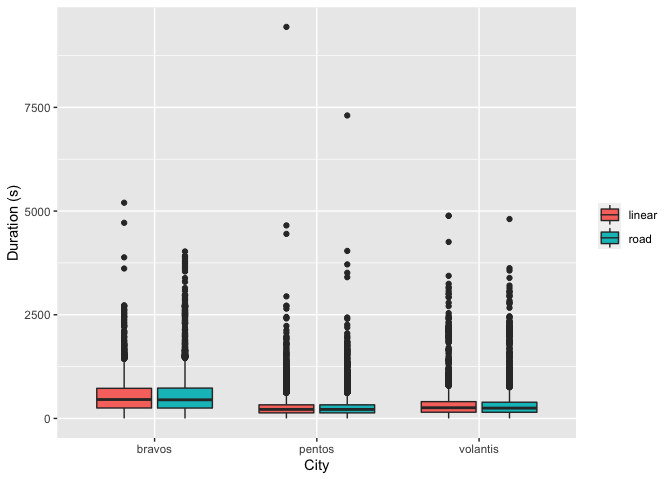 7500
5000
2500
0
Duration (s)
bravos pentos volantis
City
linear
road